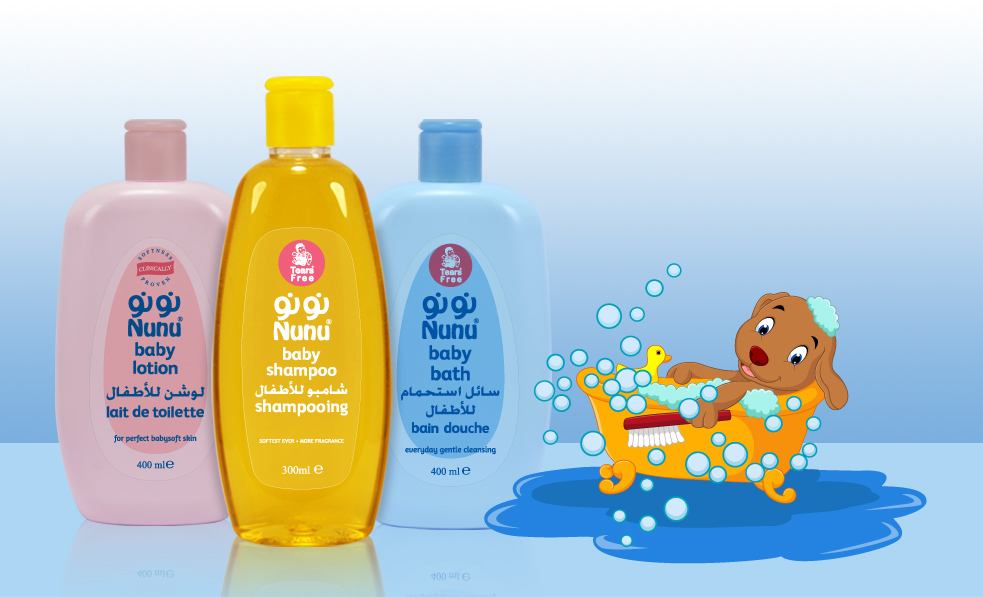 SOFTNESS
CLINICALLY
PROVEN
نونو
Nunu®
baby
lotion
لوشن للأطفال
lait de toilette
for perfect babysoft skin
400 ml e
Tears
Free
نونو
Nunu®
baby
shampoo
شامبو للأطفال
shampooing
SOFTEST EVER + MORE FRAGRANCE
300ml e
Tears
Free
نونو
Nunu®
baby
bath
سائل استحمام
للأطفال
bain douche
everyday gentle cleansing
400 ml e